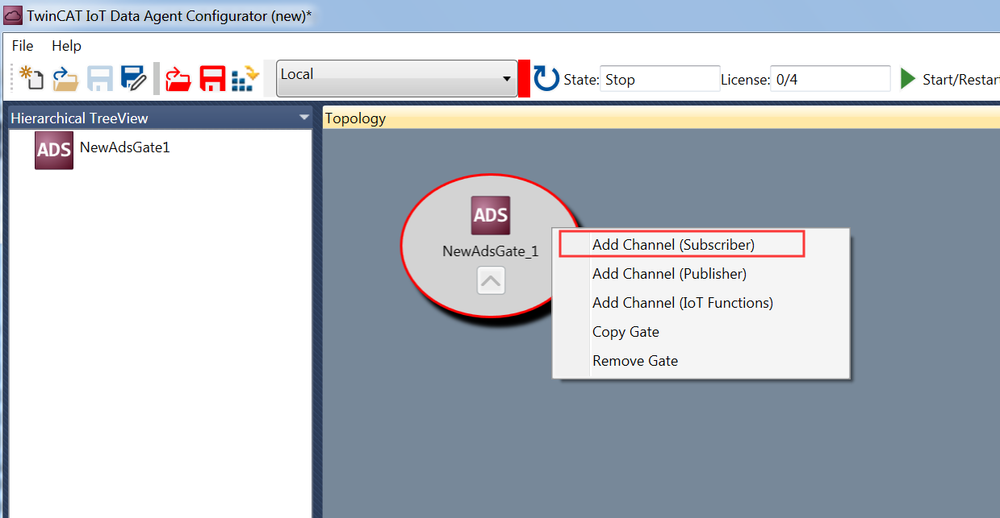 TwinCAT IoT Data Agent Configurator (new)*
File Help
Local State: Stop License: 0/4 Start/Restar
Hierarchical TreeView
ADS NewAdsGate1
Topology
ADS
NewAdsGate_1
Add Channel (Subscriber)
Add Channel (Publisher)
Add Channel (IoT Functions)
Copy Gate
Remove Gate